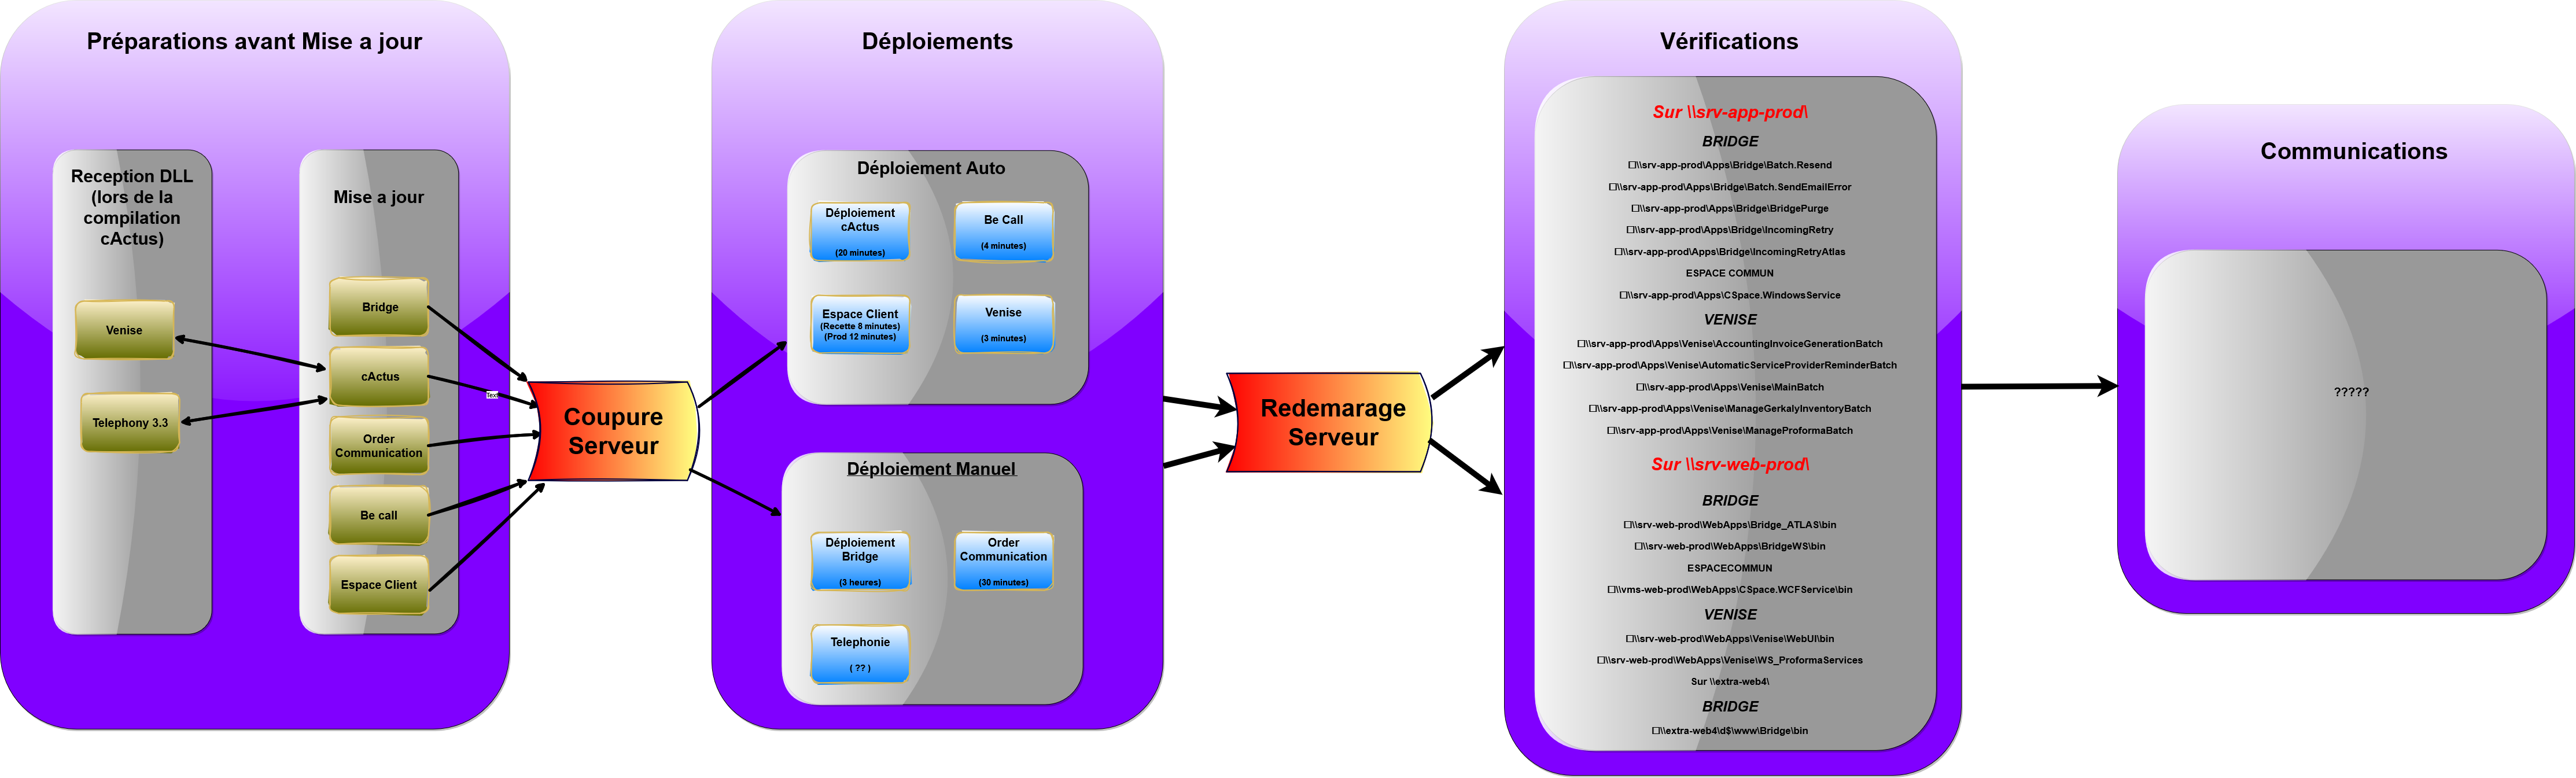 Préparations avant Mise a jour
Reception DLL
(lors de la
compilation
cActus)
Venise
Telephony 3.3
Mise a jour
Bridge
cActus
Order
Communication
Be call
Espace Client
Text
Coupure
Serveur
Déploiements
Déploiement Auto
Déploiement
cActus
(20 minutes)
Be Call
(4 minutes)
Espace Client
(Recette 8 minutes)
(Prod 12 minutes)
Venise
(3 minutes)
Déploiement Manuel
Déploiement
Bridge
(3 heures)
Order
Communication
(30 minutes)
Telephonie
( ?? )
Redemarage
Serveur
Vérifications
Sur \\srv-app-prod\
BRIDGE
☐\\srv-app-prod\Apps\Bridge\Batch.Resend
☐\\srv-app-prod\Apps\Bridge\Batch.SendEmailError
☐\\srv-app-prod\Apps\Bridge\BridgePurge
☐\\srv-app-prod\Apps\Bridge\IncomingRetry
☐\\srv-app-prod\Apps\Bridge\IncomingRetryAtlas
ESPACE COMMUN
☐\\srv-app-prod\Apps\CSpace.WindowsService
VENISE
☐\\srv-app-prod\Apps\Venise\AccountingInvoiceGenerationBatch
☐\\srv-app-prod\Apps\Venise\AutomaticServiceProviderReminderBatch
☐\\srv-app-prod\Apps\Venise\MainBatch
☐\\srv-app-prod\Apps\Venise\ManageGerkalyInventoryBatch
☐\\srv-app-prod\Apps\Venise\ManageProformaBatch
Sur \\srv-web-prod\
BRIDGE
☐\\srv-web-prod\WebApps\Bridge_ATLAS\bin
☐\\srv-web-prod\WebApps\BridgeWS\bin
ESPACECOMMUN
☐\\vms-web-prod\WebApps\CSpace.WCFService\bin
VENISE
☐\\srv-web-prod\WebApps\Venise\WebUI\bin
☐\\srv-web-prod\WebApps\Venise\WS_ProformaServices
Sur \\extra-web4\
BRIDGE
☐\\extra-web4\d$\www\Bridge\bin
Communications
?????